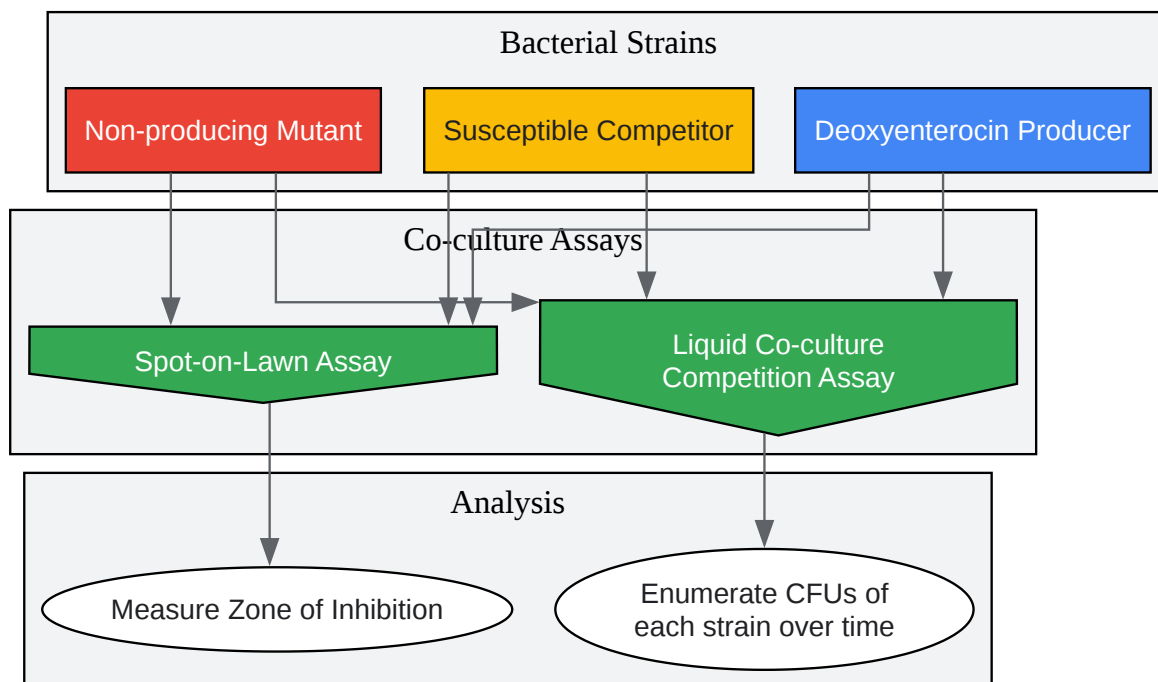 Bacterial Strains
Non-producing Mutant
Susceptible Competitor
Deoxyenterocin Producer
Co-culture Assays
Spot-on-Lawn Assay
Liquid Co-culture
Competition Assay
Analysis
Measure Zone of Inhibition
Enumerate CFUs of
each strain over time